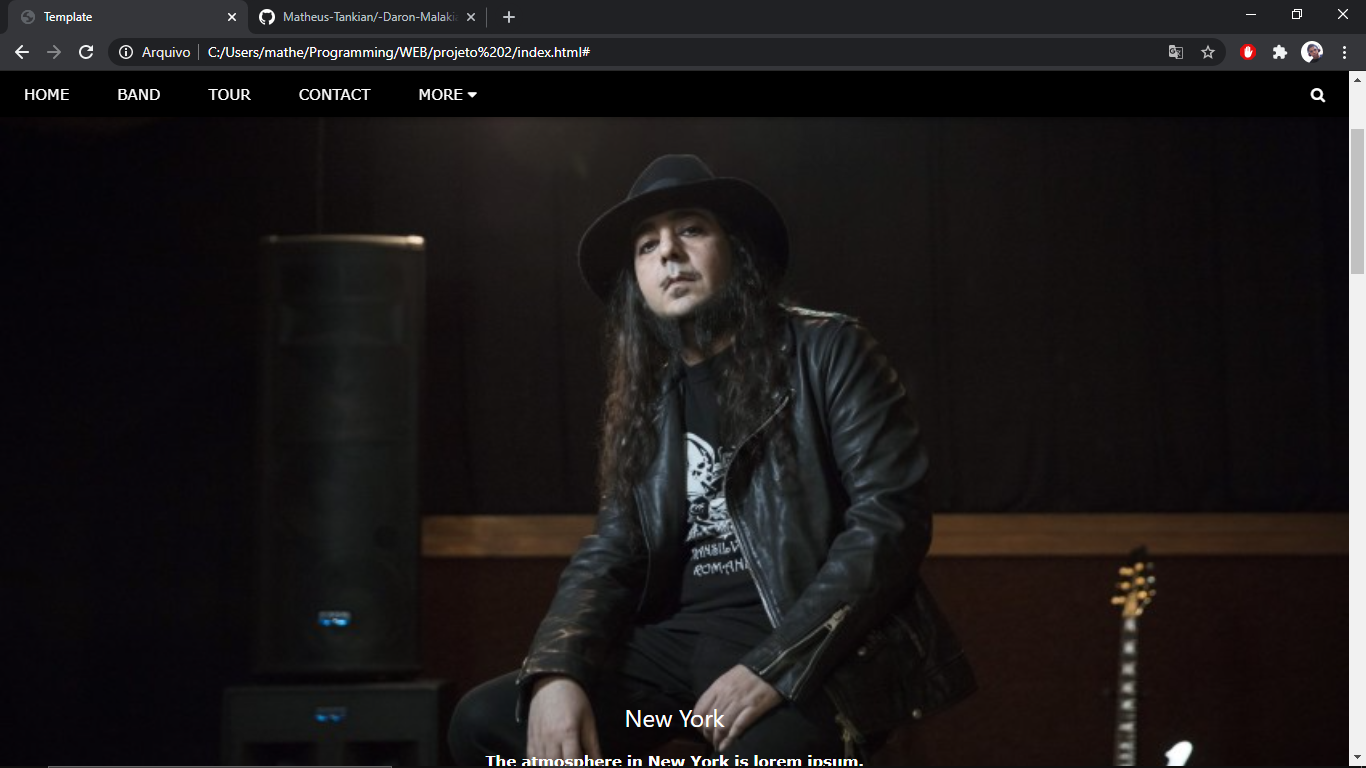 Template
Matheus-Tankian/-Daron-Malaki
Arquivo
C:/Users/mathe/Programming/WEB/projeto%202/index.html#
HOME
BAND
TOUR
CONTACT
MORE
ROMANI
New York
The atmosphere in New York is lorem ipsum.